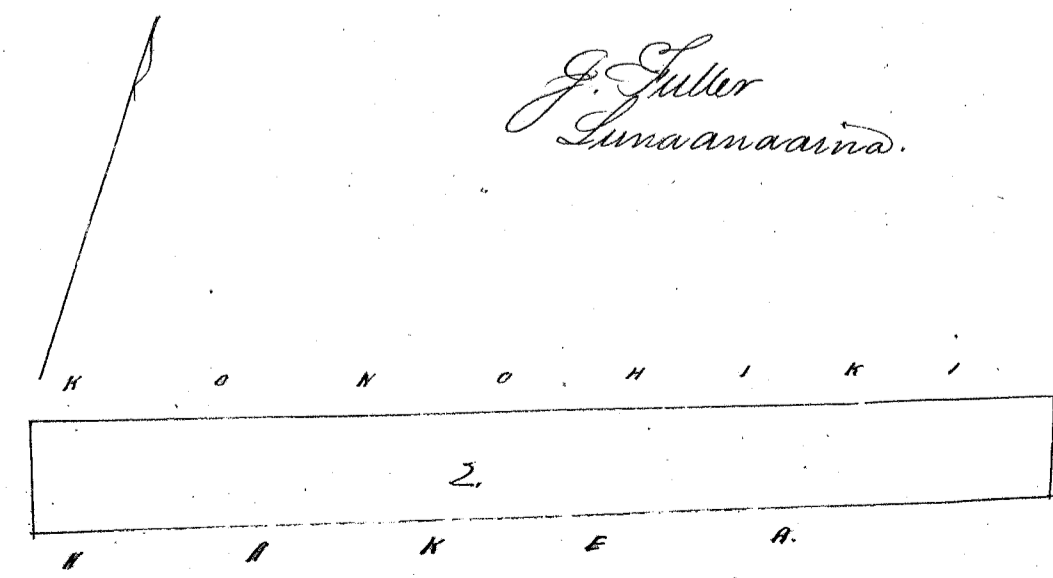 J. Fuller
Lunaanaaina.
K O N O H I K I
2.
N A K E A.